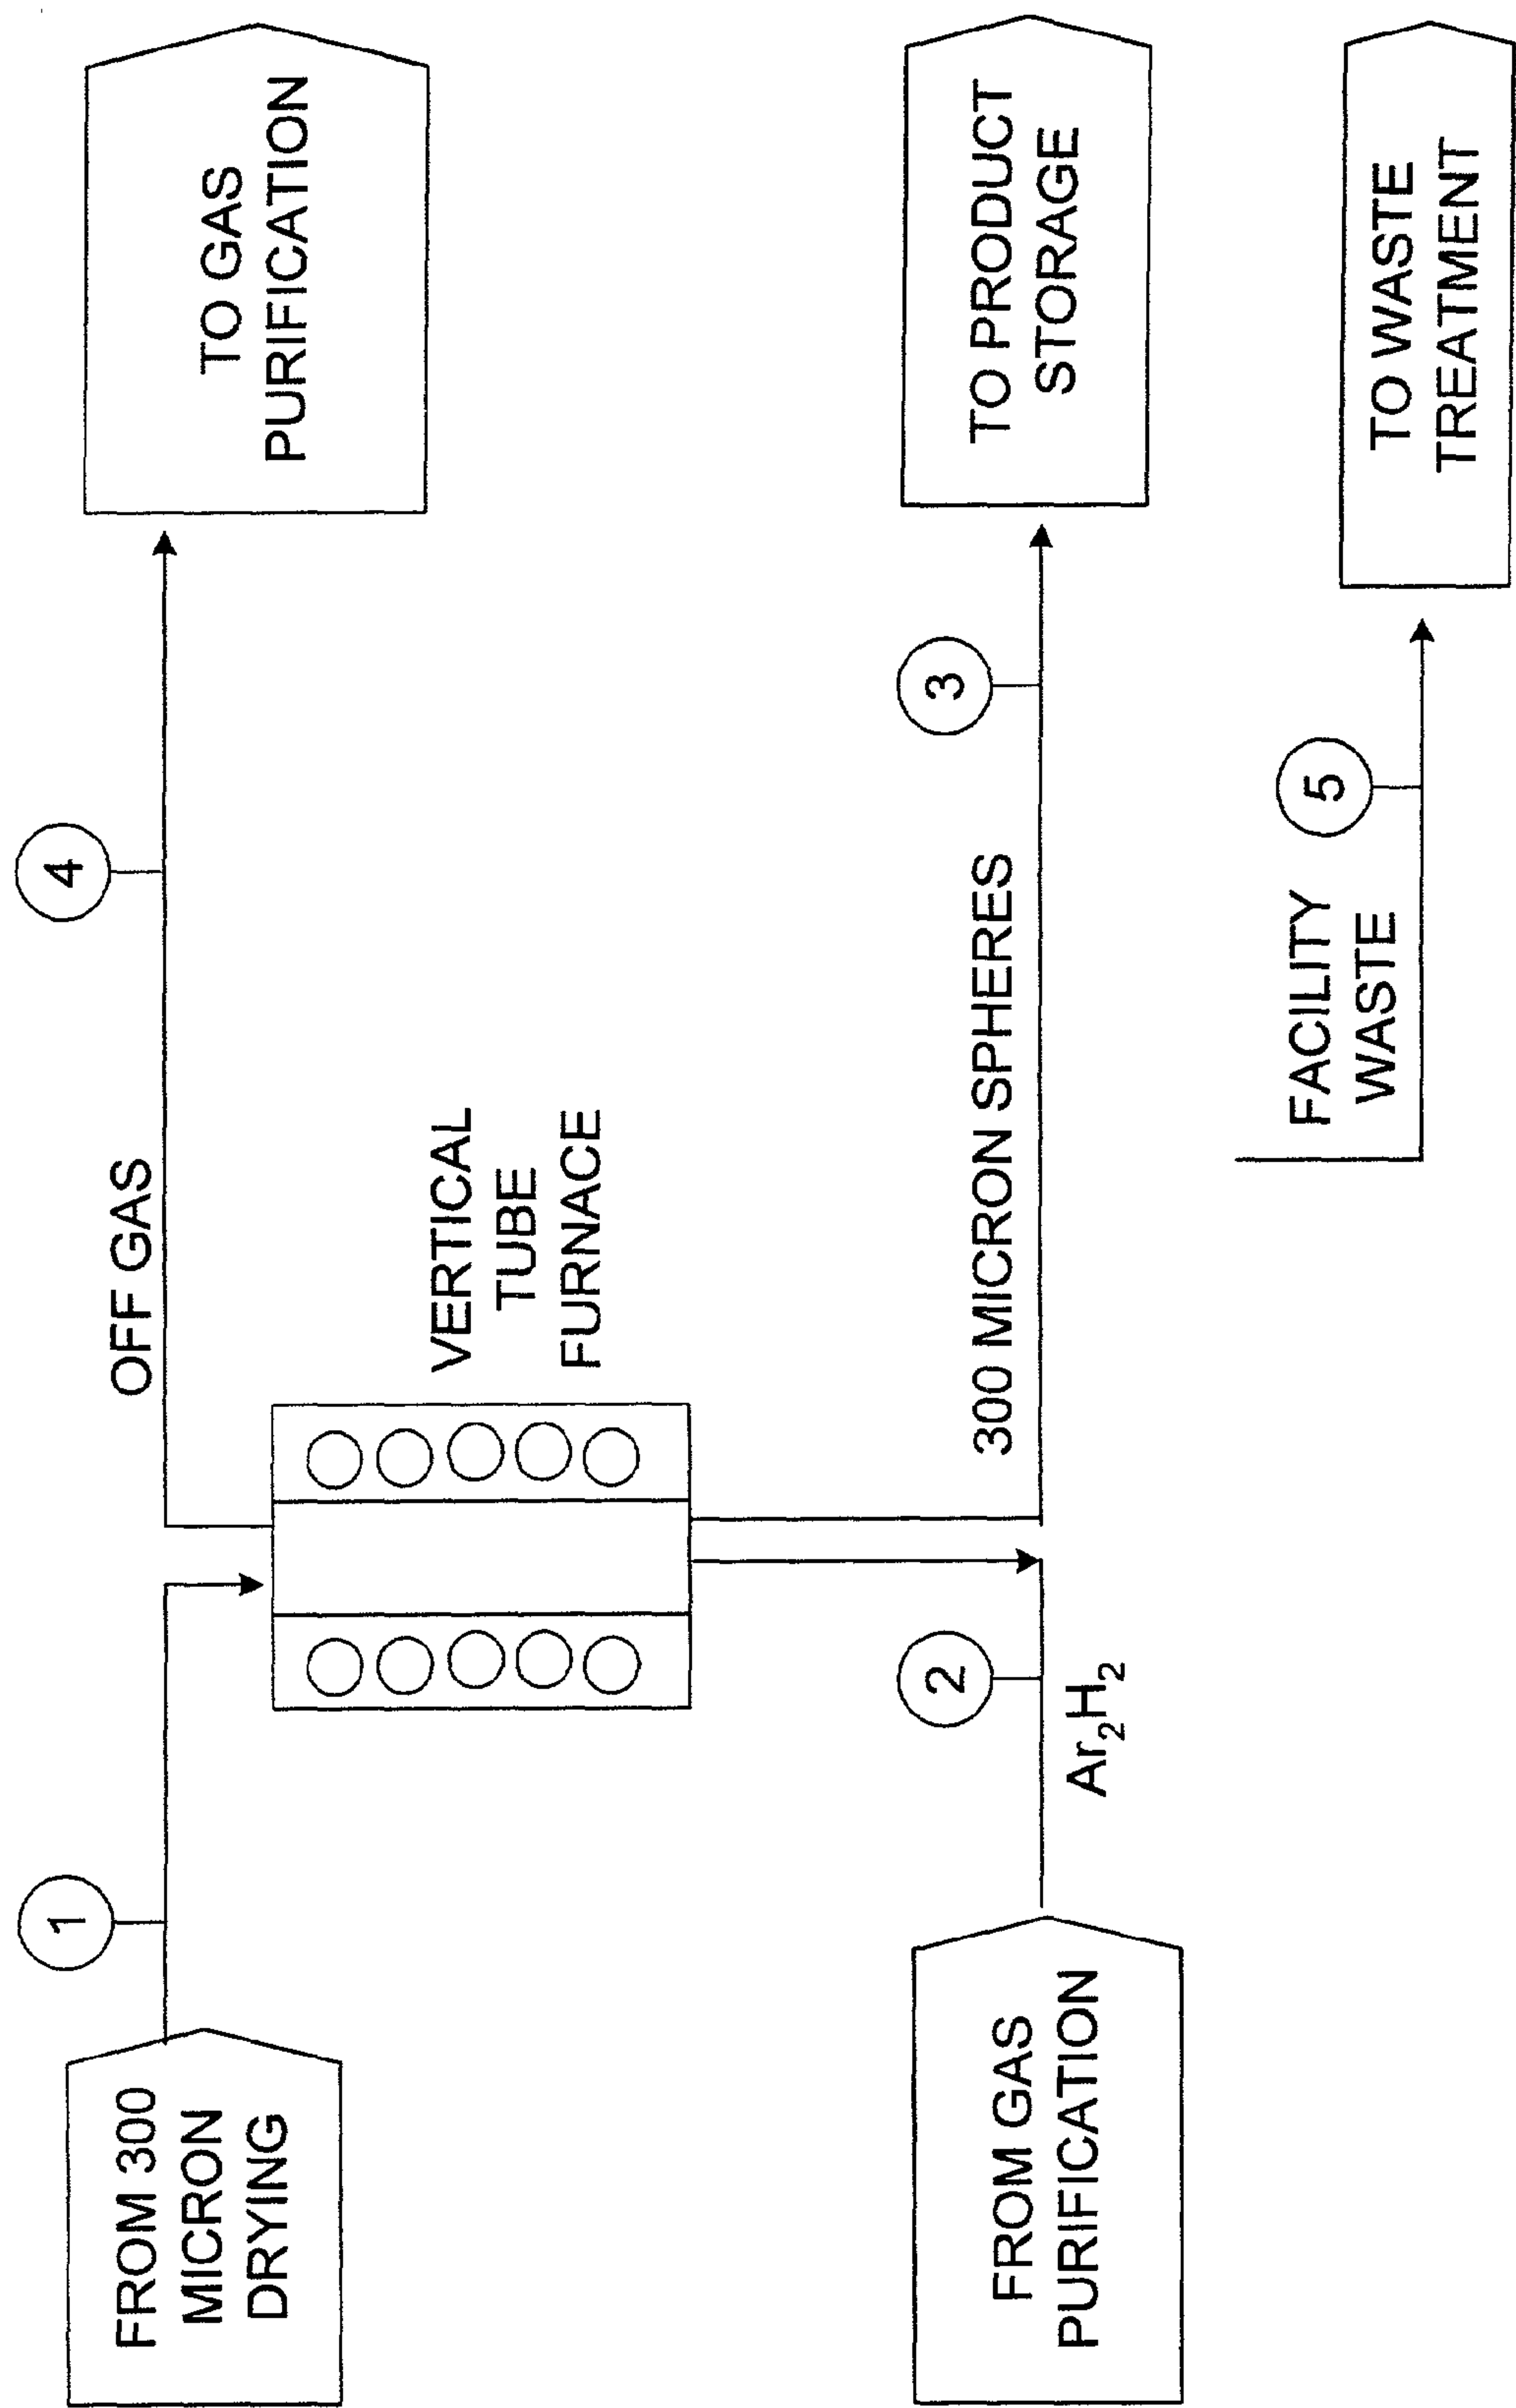 FROM 300
MICRON
DRYING
1
OFF GAS
4
TO GAS
PURIFICATION
VERTICAL
TUBE
FURNACE
FROM GAS
PURIFICATION
2
Ar₂H₂
300 MICRON SPHERES
3
TO PRODUCT
STORAGE
FACILITY
WASTE
5
TO WASTE
TREATMENT